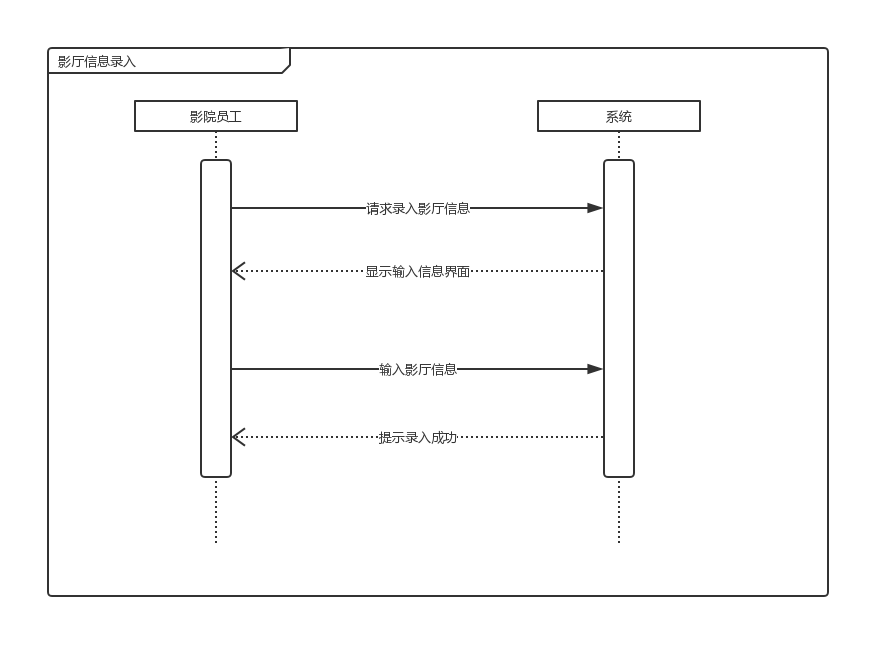 影厅信息录入
影院员工
系统
请求录入影厅信息
显示输入信息界面
输入影厅信息
提示录入成功